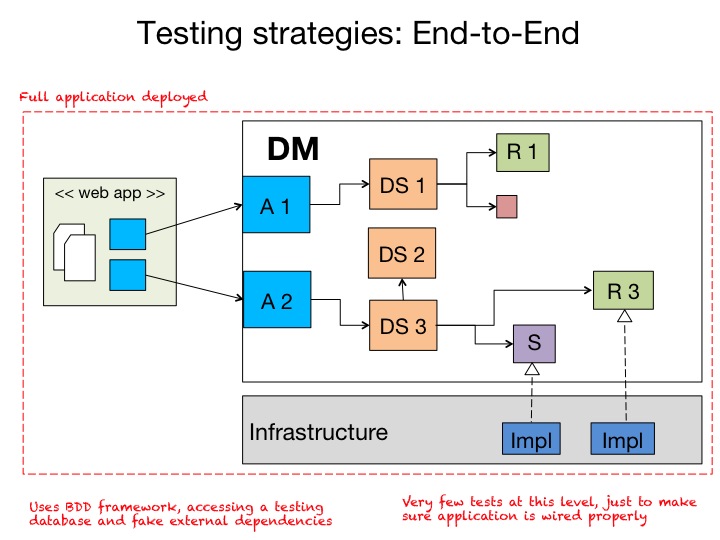 Testing strategies: End-to-End
Full application deployed
DM
<< web app >>
A 1
DS 1
R 1
DS 2
A 2
DS 3
R 3
S
Infrastructure
Impl
Impl
Uses BDD framework, accessing a testing
database and fake external dependencies
Very few tests at this level, just to make
sure application is wired properly